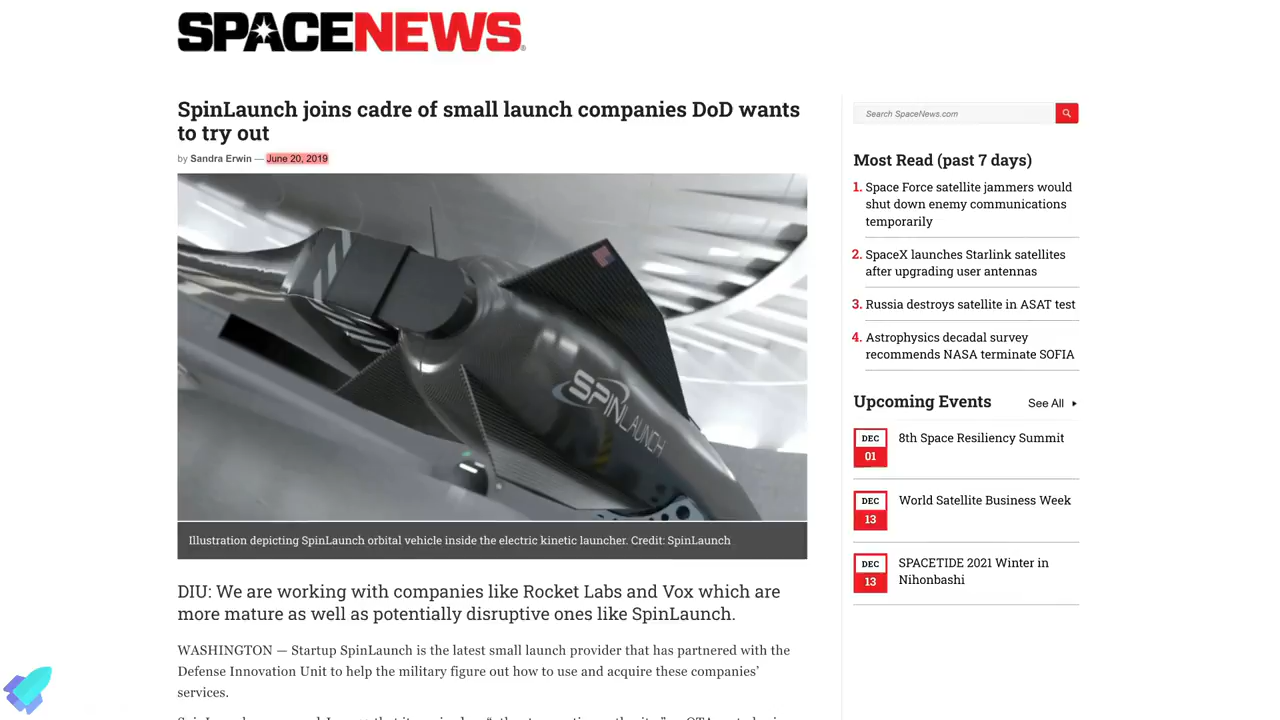 SPACENEWS®
SpinLaunch joins cadre of small launch companies DoD wants
to try out
by Sandra Erwin — June 20, 2019
SPINLAUNCH
Illustration depicting SpinLaunch orbital vehicle inside the electric kinetic launcher. Credit: SpinLaunch
DIU: We are working with companies like Rocket Labs and Vox which are
more mature as well as potentially disruptive ones like SpinLaunch.
WASHINGTON — Startup SpinLaunch is the latest small launch provider that has partnered with the
Defense Innovation Unit to help the military figure out how to use and acquire these companies’
services.
Search SpaceNews.com
Most Read (past 7 days)
1. Space Force satellite jammers would
shut down enemy communications
temporarily
2. SpaceX launches Starlink satellites
after upgrading user antennas
3. Russia destroys satellite in ASAT test
4. Astrophysics decadal survey
recommends NASA terminate SOFIA
Upcoming Events
See All
DEC
01
8th Space Resiliency Summit
DEC
13
World Satellite Business Week
DEC
13
SPACETIDE 2021 Winter in
Nihonbashi